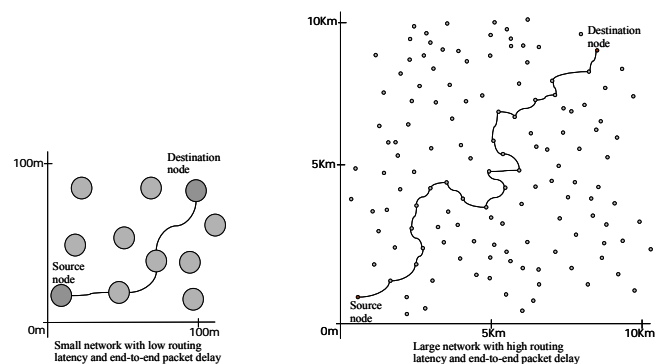 100m
Destination
node
Source
node
0m
100m
Small network with low routing
latency and end-to-end packet delay
10Km
Destination
node
5Km
Source
node
0m
5Km
10Km
Large network with high routing
latency and end-to-end packet delay